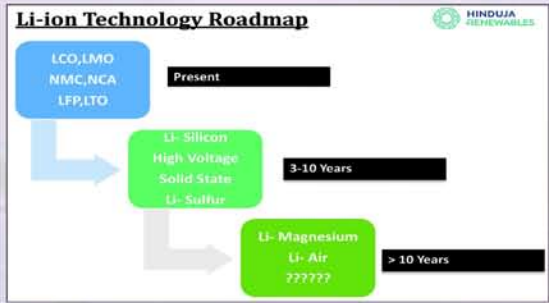 Li-ion Technology Roadmap
HINDUJA
RENEWABLES
LCO,LMO
NMC,NCA
LFP,LTO
Present
Li- Silicon
High Voltage
Solid State
Li- Sulfur
3-10 Years
Li- Magnesium
Li- Air
??????
> 10 Years